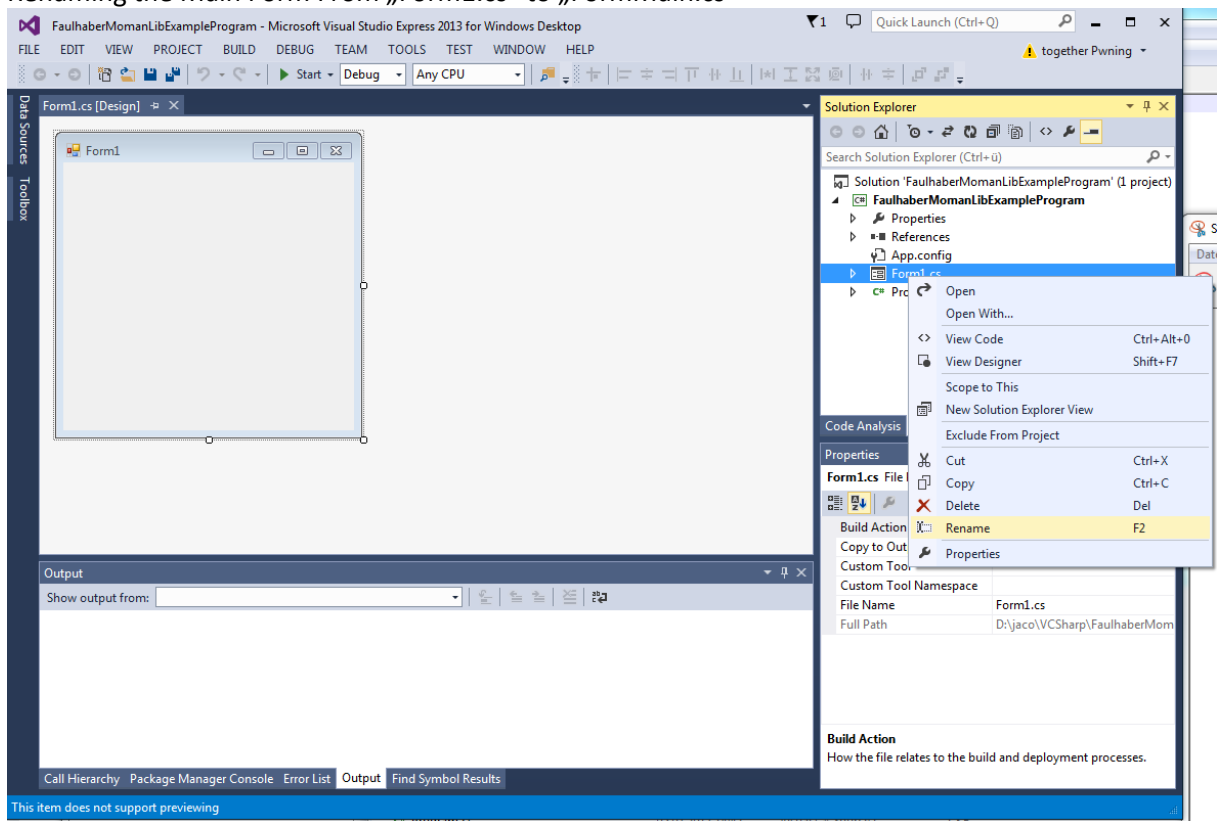 FaulhaberMomanLibExampleProgram - Microsoft Visual Studio Express 2013 for Windows Desktop
1
Quick Launch (Ctrl+Q)
FILE EDIT VIEW PROJECT BUILD DEBUG TEAM TOOLS TEST WINDOW HELP
together Pwning
Start Debug Any CPU
Data Sources
Toolbox
Form1.cs [Design]
Form1
Solution Explorer
Search Solution Explorer (Ctrl+ü)
Solution 'FaulhaberMomanLibExampleProgram' (1 project)
C# FaulhaberMomanLibExampleProgram
Properties
References
App.config
Form1.cs
C# Pro
Open
Open With...
View Code Ctrl+Alt+0
View Designer Shift+F7
Scope to This
New Solution Explorer View
Exclude From Project
Cut Ctrl+X
Copy Ctrl+C
Delete Del
Rename F2
Properties
Code Analysis
Properties
Form1.cs File
Build Action
Copy to Out
Custom Tool
Custom Tool Namespace
File Name Form1.cs
Full Path D:\jaco\VCSharp\FaulhaberMom
Build Action
How the file relates to the build and deployment processes.
Output
Show output from:
Call Hierarchy Package Manager Console Error List Output Find Symbol Results
This item does not support previewing
S
Date